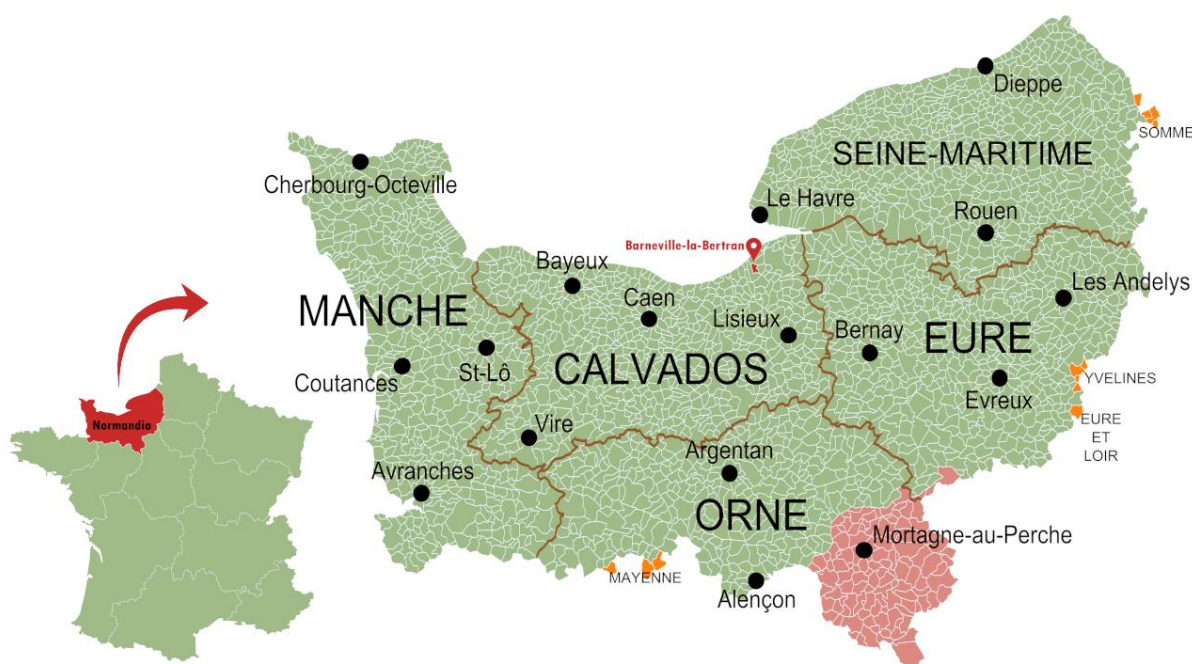 Dieppe
SOMME
SEINE-MARITIME
Cherbourg-Octeville
Le Havre
Rouen
Barneville-la-Bertran
Bayeux
Les Andelys
MANCHE
Caen
Lisieux
Bernay
EURE
St-Lô
CALVADOS
Coutances
YVELINES
Evreux
Normandia
Vire
EURE
ET
LOIR
Argentan
Avranches
ORNE
Mortagne-au-Perche
MAYENNE
Alençon